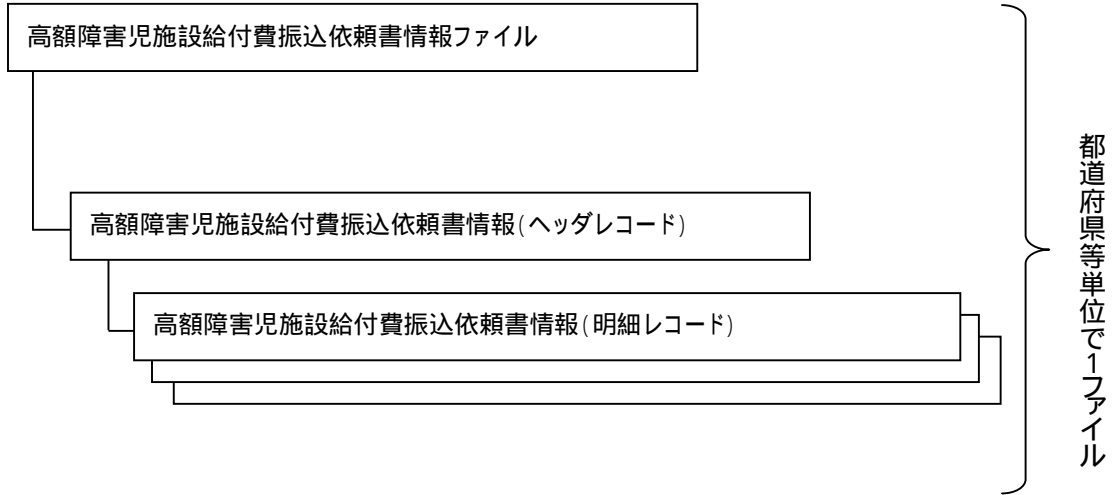 高額障害児施設給付費振込依頼書情報ファイル
高額障害児施設給付費振込依頼書情報(ヘッダレコード)
高額障害児施設給付費振込依頼書情報(明細レコード)
都道府県等単位で1ファイル